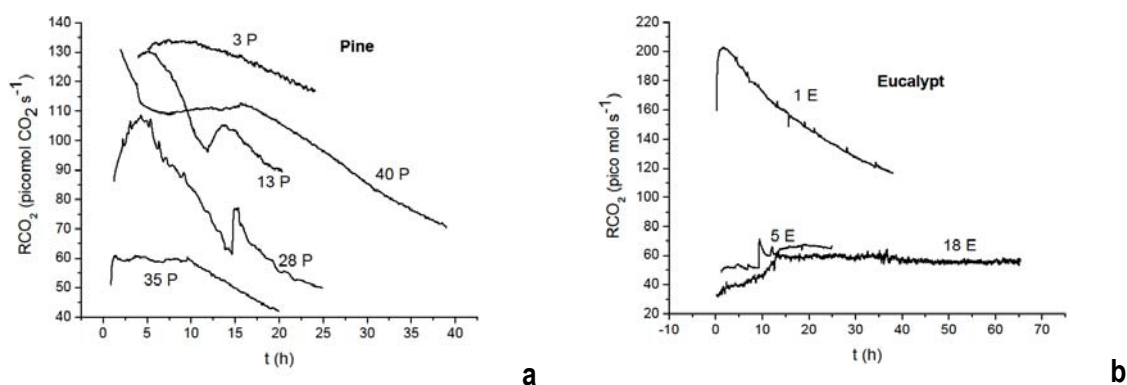 Pine
RCO2 (picomol CO2 s-1)
140
130
120
110
100
90
80
70
60
50
40
3 P
13 P
40 P
28 P
35 P
0 5 10 15 20 25 30 35 40
t (h)
a
Eucalypt
RCO2 (pico mol s-1)
220
200
180
160
140
120
100
80
60
40
20
1 E
5 E
18 E
-10 0 10 20 30 40 50 60 70
t (h)
b